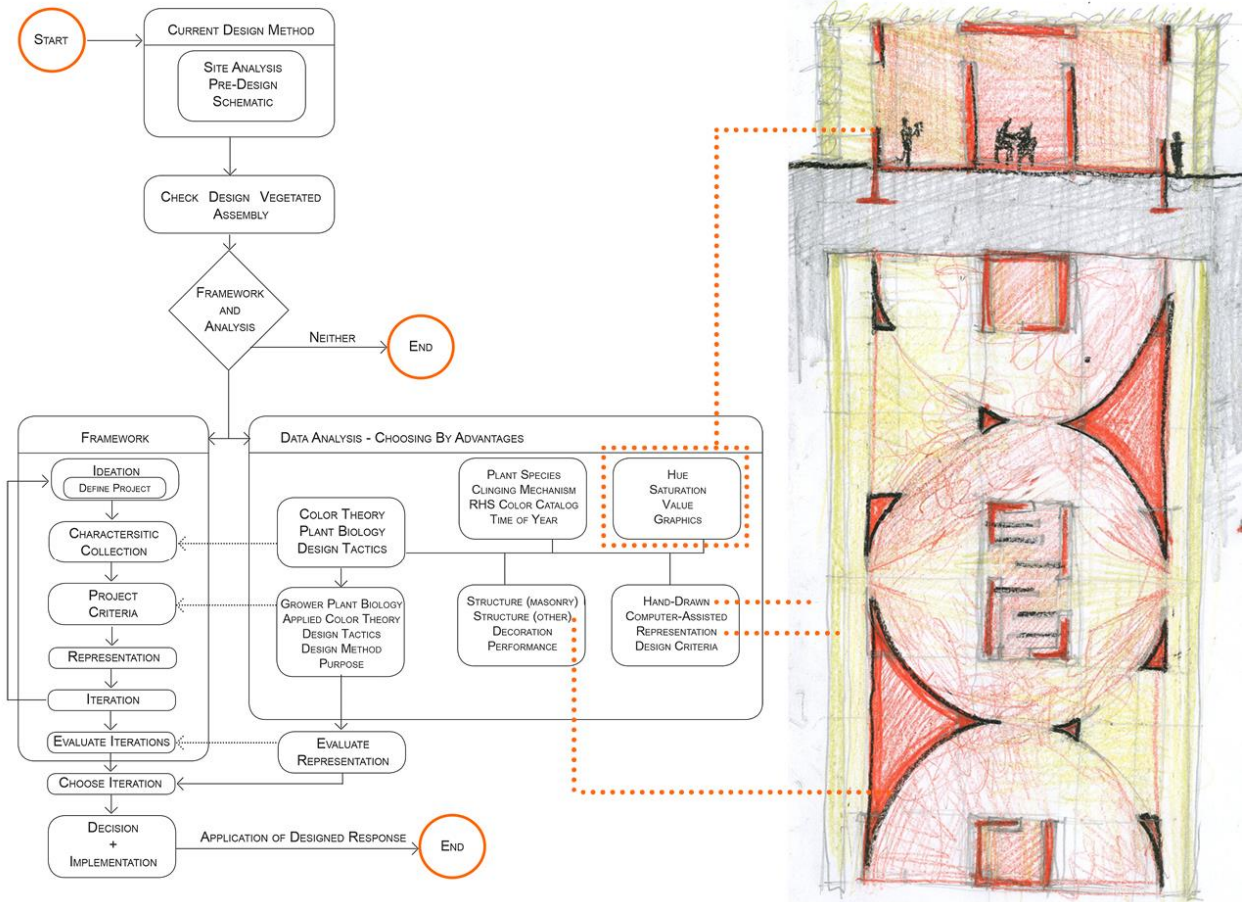 START
CURRENT DESIGN METHOD
SITE ANALYSIS
PRE-DESIGN
SCHEMATIC
CHECK DESIGN VEGETATED
ASSEMBLY
FRAMEWORK
AND
ANALYSIS
NEITHER
END
FRAMEWORK
IDEATION
DEFINE PROJECT
CHARACTERSITIC
COLLECTION
PROJECT
CRITERIA
REPRESENTATION
ITERATION
EVALUATE ITERATIONS
CHOOSE ITERATION
DECISION
+
IMPLEMENTATION
DATA ANALYSIS - CHOOSING BY ADVANTAGES
COLOR THEORY
PLANT BIOLOGY
DESIGN TACTICS
PLANT SPECIES
CLINGING MECHANISM
RHS COLOR CATALOG
TIME OF YEAR
HUE
SATURATION
VALUE
GRAPHICS
GROWER PLANT BIOLOGY
APPLIED COLOR THEORY
DESIGN TACTICS
DESIGN METHOD
PURPOSE
STRUCTURE (MASONRY)
STRUCTURE (OTHER)
DECORATION
PERFORMANCE
HAND-DRAWN
COMPUTER-ASSISTED
REPRESENTATION
DESIGN CRITERIA
EVALUATE
REPRESENTATION
APPLICATION OF DESIGNED RESPONSE
END